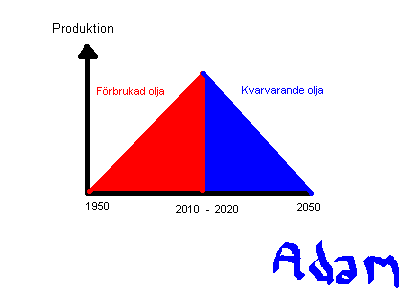 Produktion
Förbrukad olja
Kvarvarande olja
1950
2010 - 2020
2050
Adam